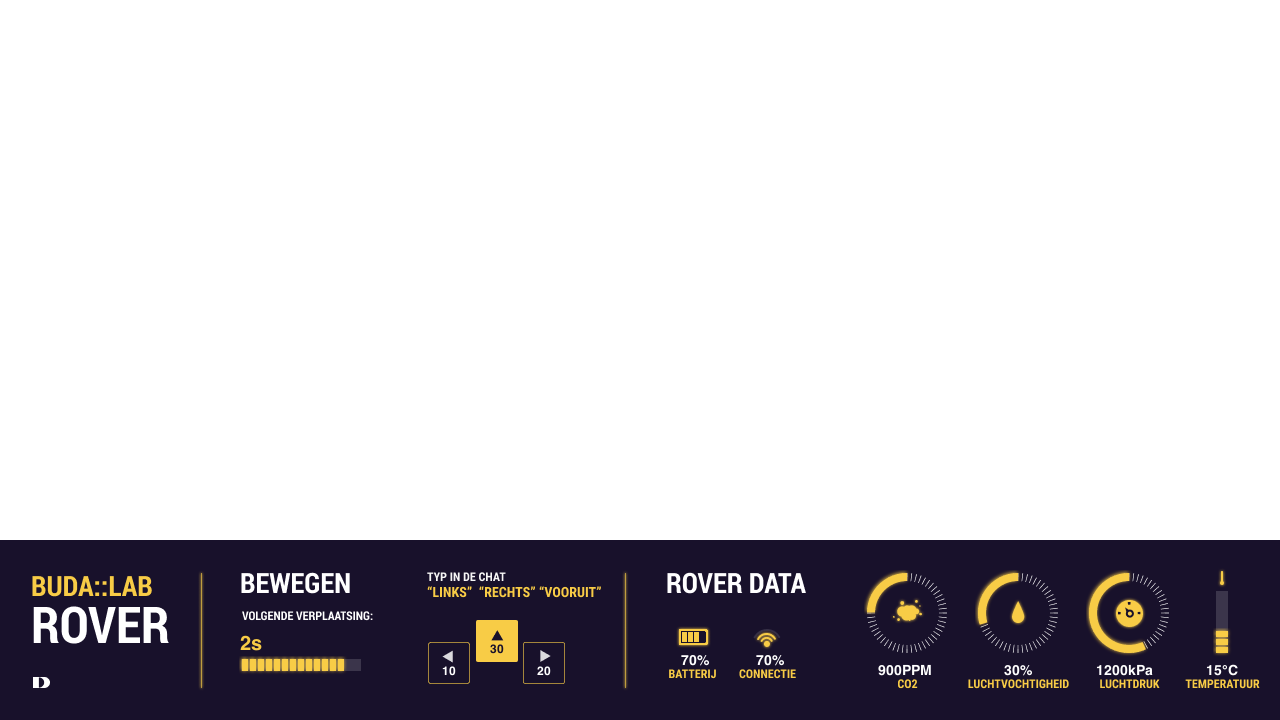 BUDA::LAB
ROVER
D
BEWEGEN
VOLGENDE VERPLAATSING:
2s
TYP IN DE CHAT
“LINKS” “RECHTS” “VOORUIT”
10
30
20
ROVER DATA
70%
BATTERIJ
70%
CONNECTIE
900PPM
CO2
30%
LUCHTVOCHTIGHEID
1200kPa
LUCHTDRUK
15°C
TEMPERATUUR